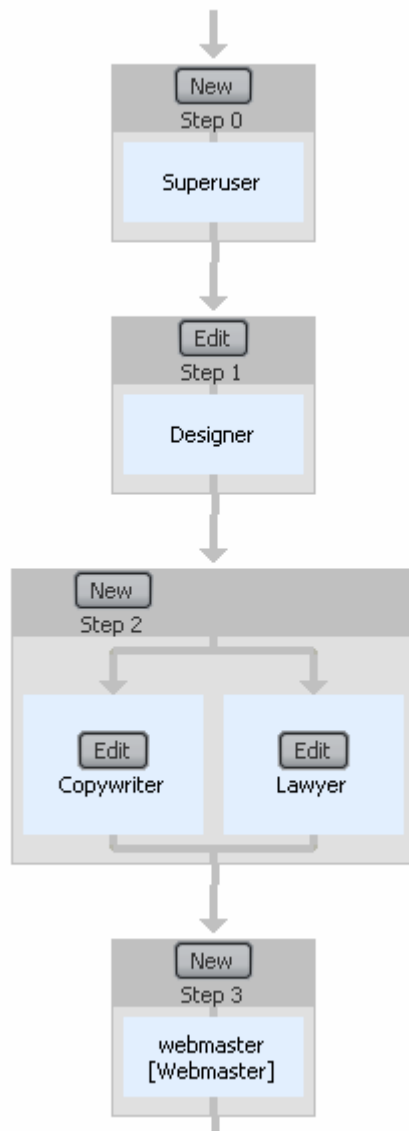 New
Step 0
Superuser
Edit
Step 1
Designer
New
Step 2
Edit
Copywriter
Edit
Lawyer
New
Step 3
webmaster
[Webmaster]